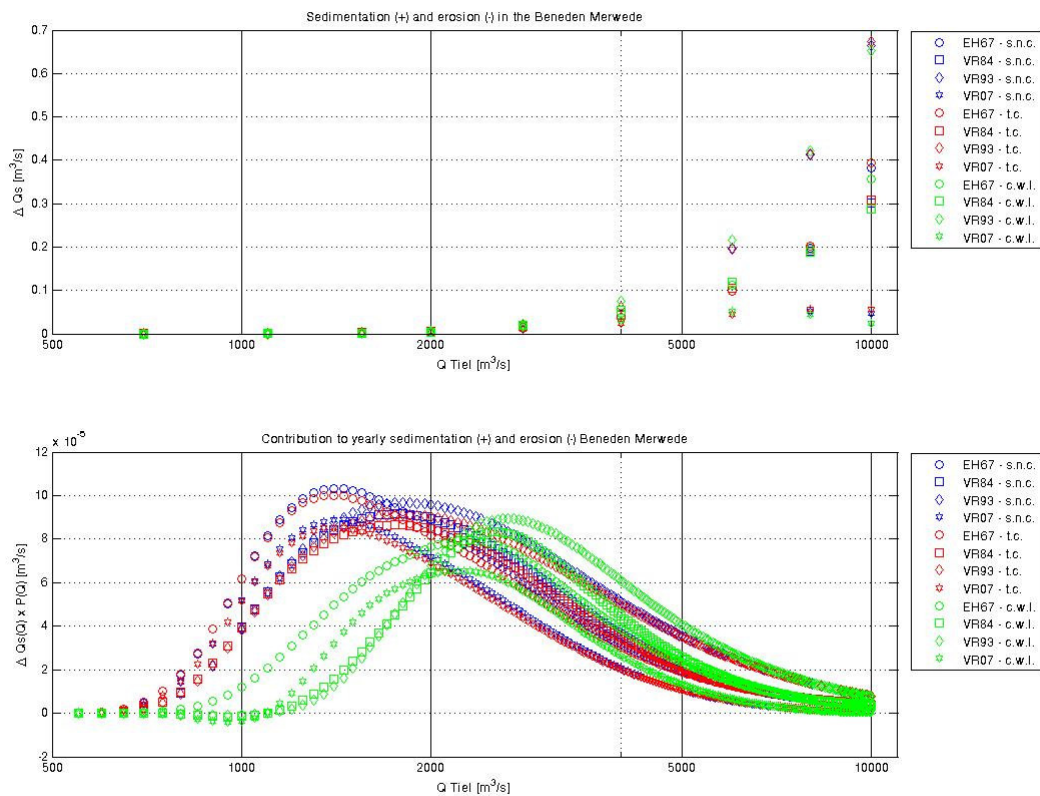 Sedimentation (+) and erosion (-) in the Beneden Merwede
0.7
0.6
0.5
0.4
0.3
0.2
0.1
0
Δ Qs [m³/s]
500
1000
2000
5000
10000
Q Tiel [m³/s]
EH67 - s.n.c.
VR84 - s.n.c.
VR93 - s.n.c.
VR07 - s.n.c.
EH67 - t.c.
VR84 - t.c.
VR93 - t.c.
VR07 - t.c.
EH67 - c.w.l.
VR84 - c.w.l.
VR93 - c.w.l.
VR07 - c.w.l.
x 10⁻⁵
Contribution to yearly sedimentation (+) and erosion (-) Beneden Merwede
12
10
8
6
4
2
0
-2
Δ Qs(Q) x P(Q) [m³/s]
500
1000
2000
5000
10000
Q Tiel [m³/s]
EH67 - s.n.c.
VR84 - s.n.c.
VR93 - s.n.c.
VR07 - s.n.c.
EH67 - t.c.
VR84 - t.c.
VR93 - t.c.
VR07 - t.c.
EH67 - c.w.l.
VR84 - c.w.l.
VR93 - c.w.l.
VR07 - c.w.l.